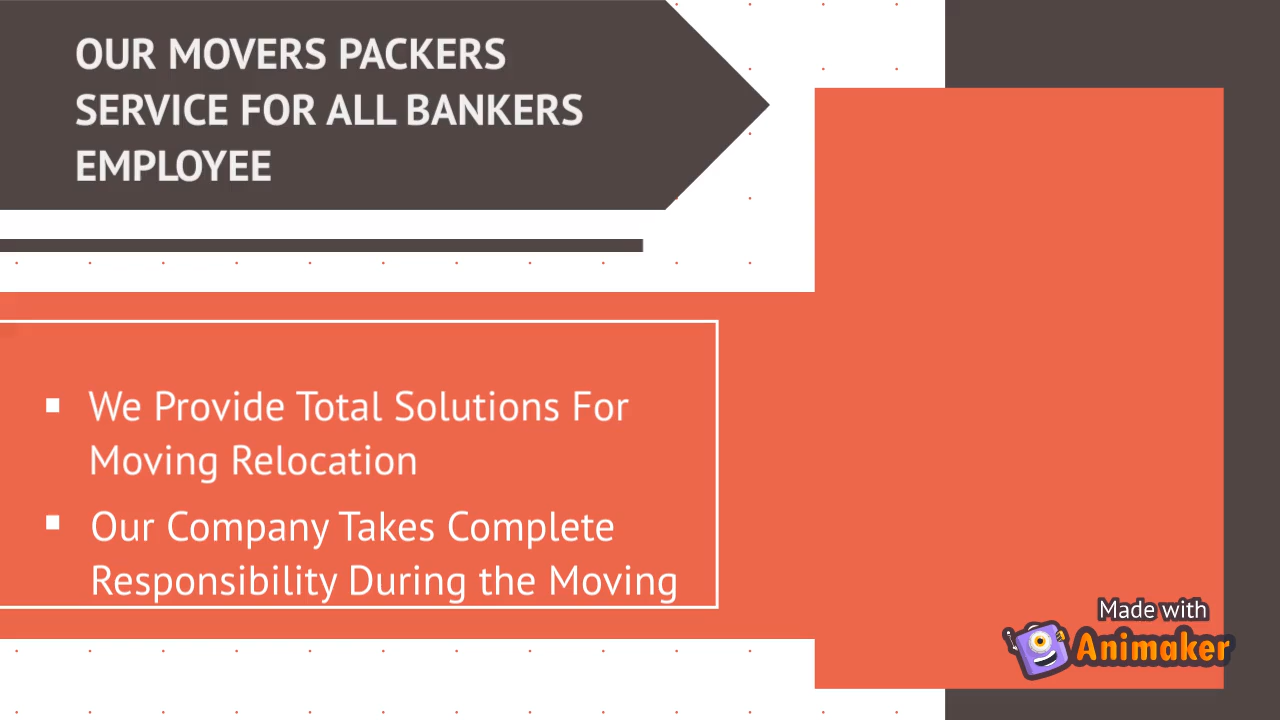 OUR MOVERS PACKERS
SERVICE FOR ALL BANKERS
EMPLOYEE
We Provide Total Solutions For
Moving Relocation
Our Company Takes Complete
Responsibility During the Moving
Made with
Animaker